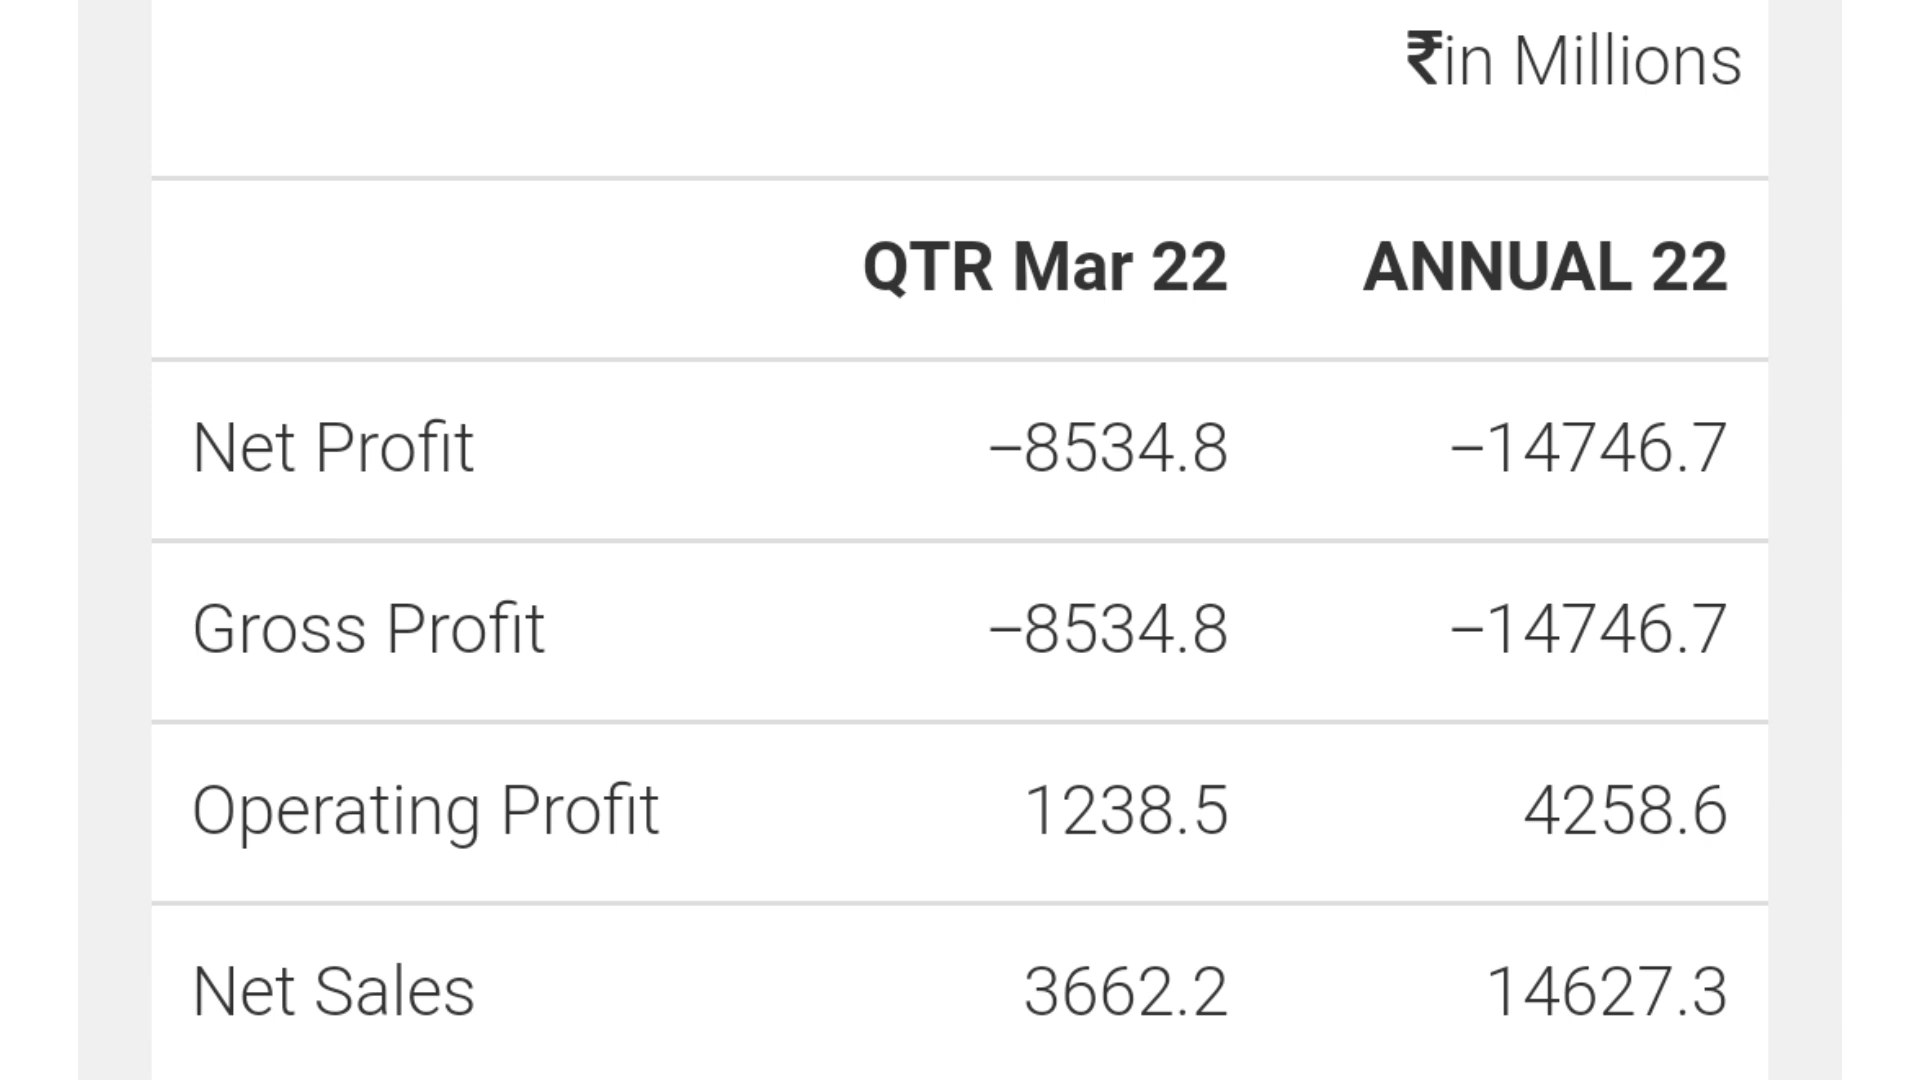 ₹in Millions
QTR Mar 22 ANNUAL 22
Net Profit –8534.8 –14746.7
Gross Profit –8534.8 –14746.7
Operating Profit 1238.5 4258.6
Net Sales 3662.2 14627.3